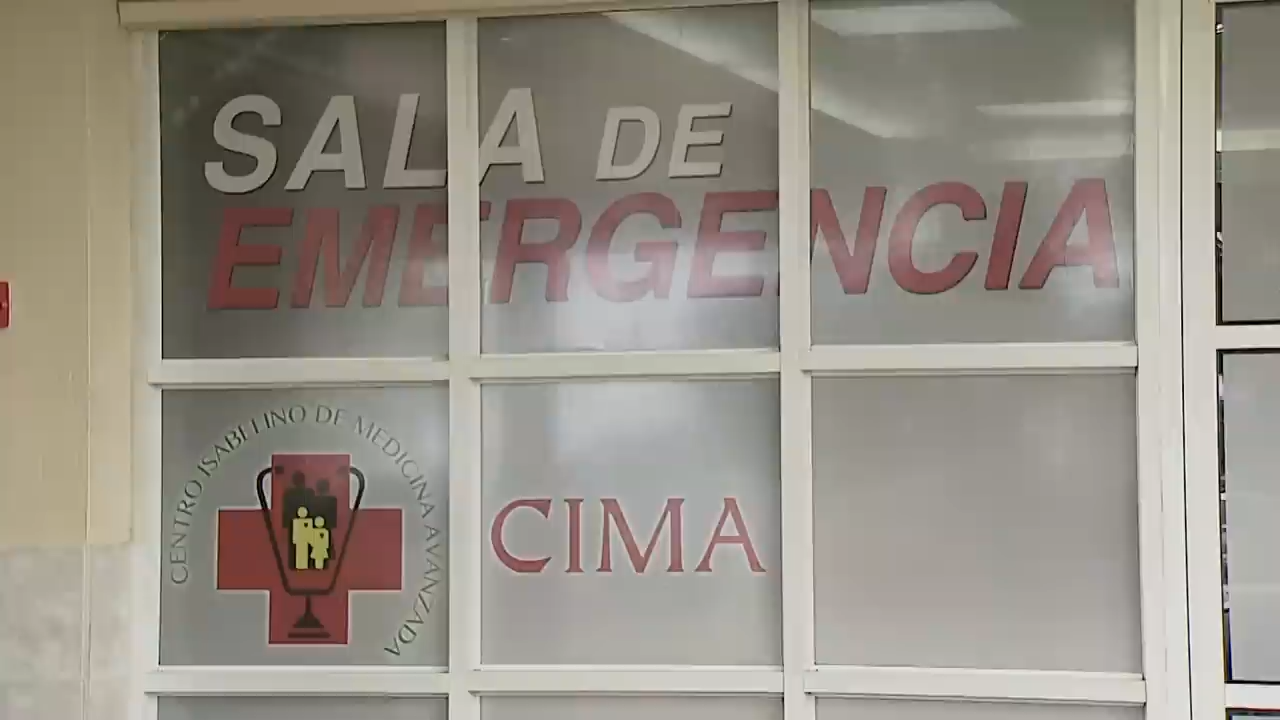 SALA DE
EMERGENCIA
CENTRO ISABELINO DE MEDICINA AVANZADA
CIMA